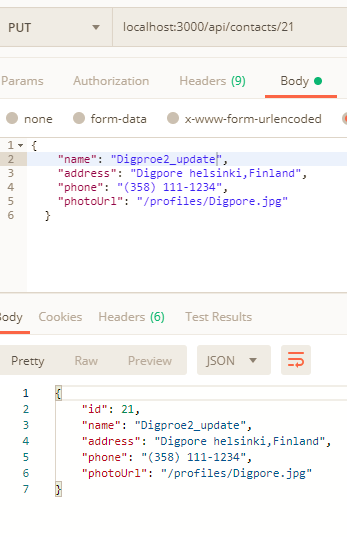 PUT localhost:3000/api/contacts/21
Params Authorization Headers (9) Body
none form-data x-www-form-urlencoded
1 {
2 "name": "Digproe2_update",
3 "address": "Digpore helsinki,Finland",
4 "phone": "(358) 111-1234",
5 "photoUrl": "/profiles/Digpore.jpg"
6 }
Body Cookies Headers (6) Test Results
Pretty Raw Preview JSON
1 {
2 "id": 21,
3 "name": "Digproe2_update",
4 "address": "Digpore helsinki,Finland",
5 "phone": "(358) 111-1234",
6 "photoUrl": "/profiles/Digpore.jpg"
7 }